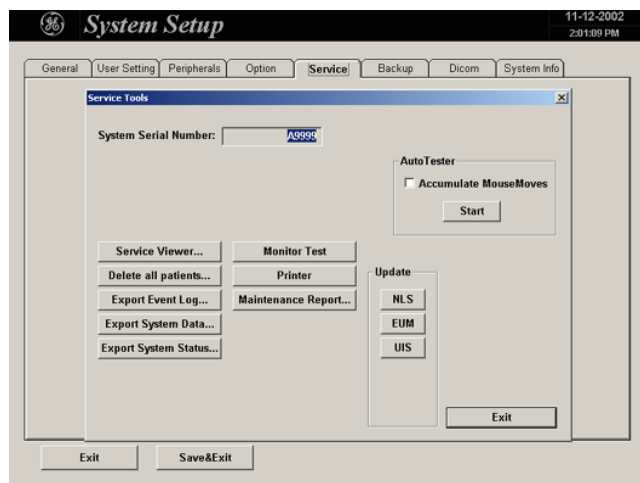 System Setup
11-12-2002
2:01:09 PM
General User Setting Peripherals Option Service Backup Dicom System Info
Service Tools
System Serial Number: A9999
AutoTester
Accumulate MouseMoves
Start
Service Viewer... Monitor Test
Delete all patients... Printer
Export Event Log... Maintenance Report...
Export System Data...
Export System Status...
Update
NLS
EUM
UIS
Exit
Exit Save&Exit